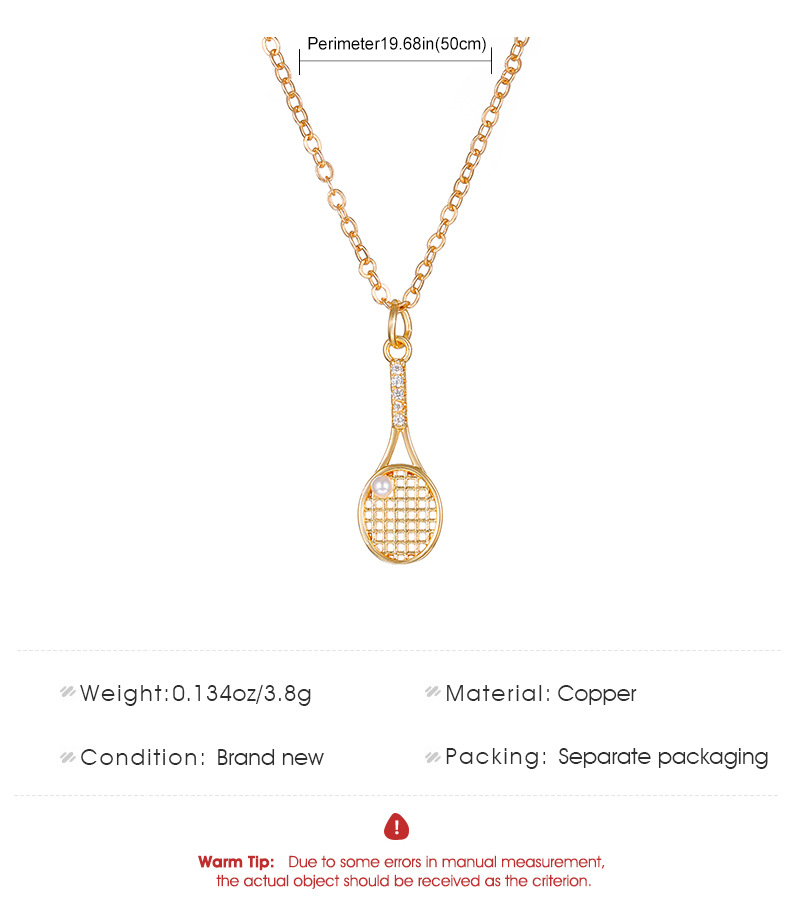 Perimeter19.68in(50cm)
Weight:0.134oz/3.8g
Material: Copper
Condition: Brand new
Packing: Separate packaging
!
Warm Tip: Due to some errors in manual measurement,
the actual object should be received as the criterion.